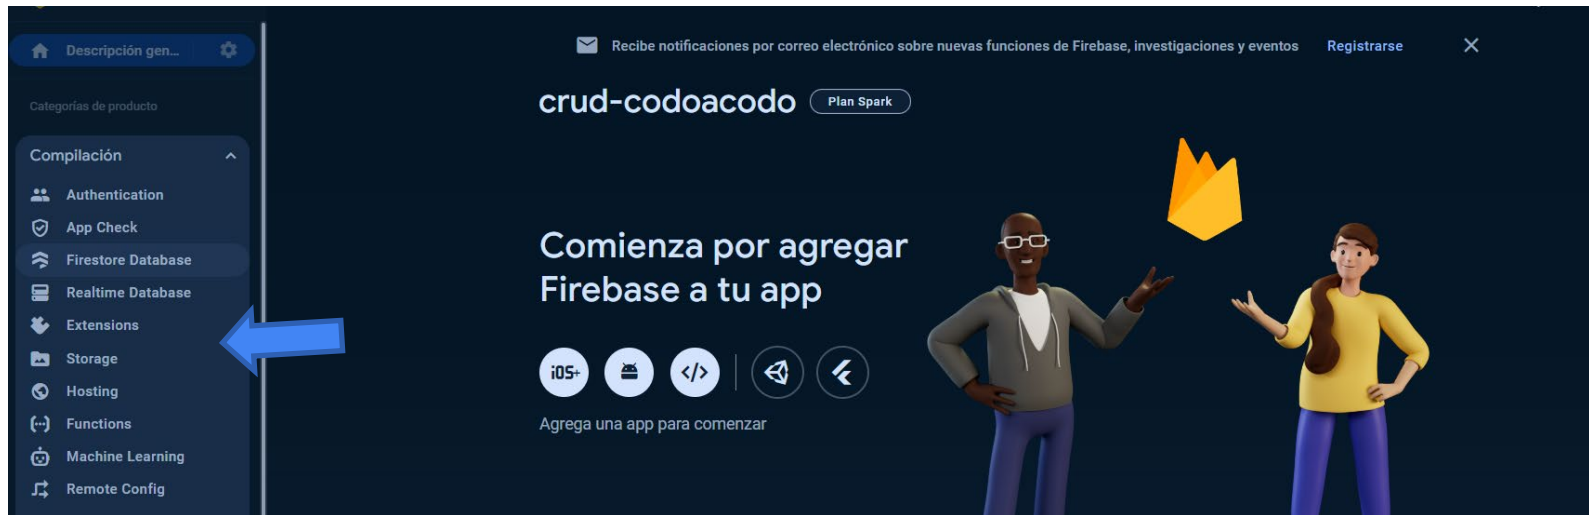 Descripción gen...
Categorías de producto
Compilación
Authentication
App Check
Firestore Database
Realtime Database
Extensions
Storage
Hosting
Functions
Machine Learning
Remote Config
Recibe notificaciones por correo electrónico sobre nuevas funciones de Firebase, investigaciones y eventos Registrarse
crud-codoacodo Plan Spark
Comienza por agregar
Firebase a tu app
iOS+ </>
Agrega una app para comenzar